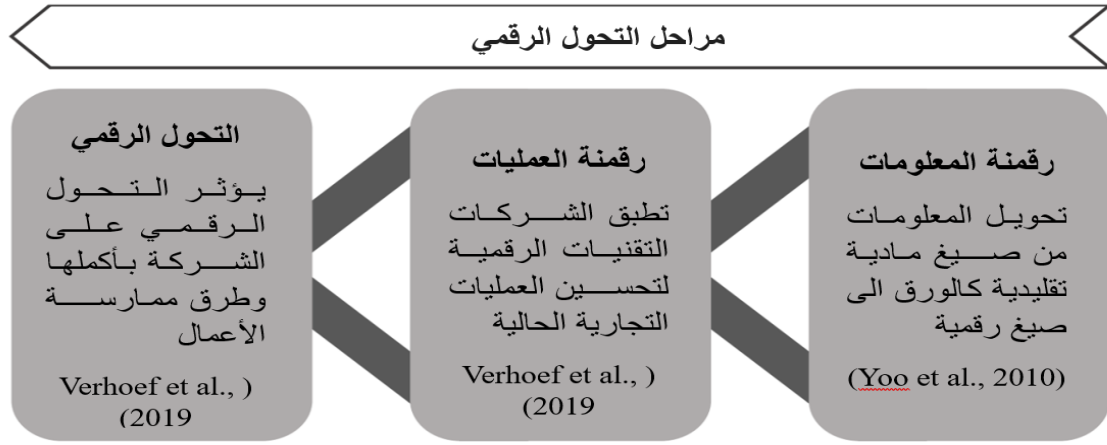 مراحل التحول الرقمي
رقمنة المعلومات
تحويل المعلومات
من صيغ مادية
تقليدية كالورق الى
صيغ رقمية
(Yoo et al., 2010)
رقمنة العمليات
تطبق الشركات
التقنيات الرقمية
لتحسين العمليات
التجارية الحالية
Verhoef et al., )
(2019
التحول الرقمي
يؤثر التحول
الرقمي على
الشركة بأكملها
وطرق ممارسة
الأعمال
Verhoef et al., )
(2019